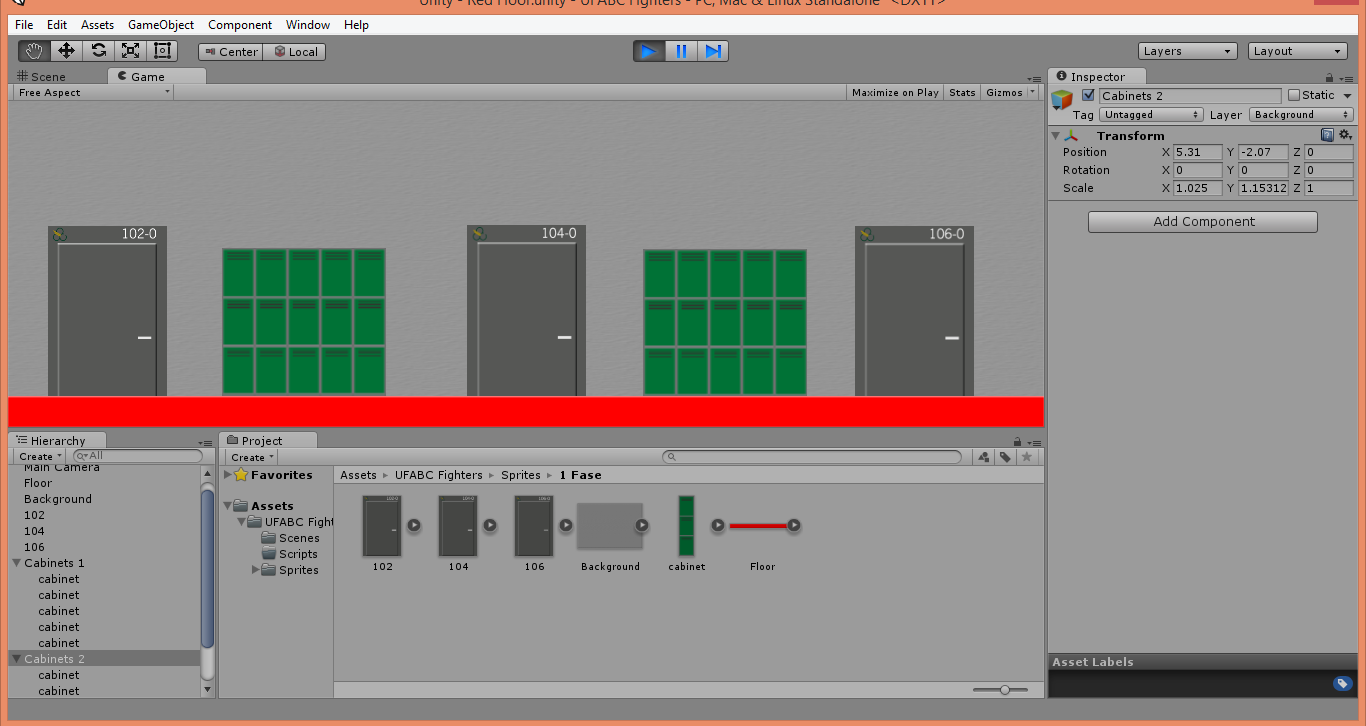 Unity - Red Floor.unity - UFABC Fighters - PC, Mac & Linux Standalone* <DX11>
File Edit Assets GameObject Component Window Help
Center Local Layers Layout
Scene Game
Free Aspect Maximize on Play Stats Gizmos
102-0 104-0 106-0
Inspector
Cabinets 2 Static
Tag Untagged Layer Background
Transform
Position X 5.31 Y -2.07 Z 0
Rotation X 0 Y 0 Z 0
Scale X 1.025 Y 1.15312 Z 1
Add Component
Hierarchy
Create All
Main Camera
Floor
Background
102
104
106
Cabinets 1
cabinet
cabinet
cabinet
cabinet
cabinet
Cabinets 2
cabinet
cabinet
Project
Create
Favorites
Assets
UFABC Fight
Scenes
Scripts
Sprites
Assets UFABC Fighters Sprites 1 Fase
102 104 106 Background cabinet Floor
Asset Labels